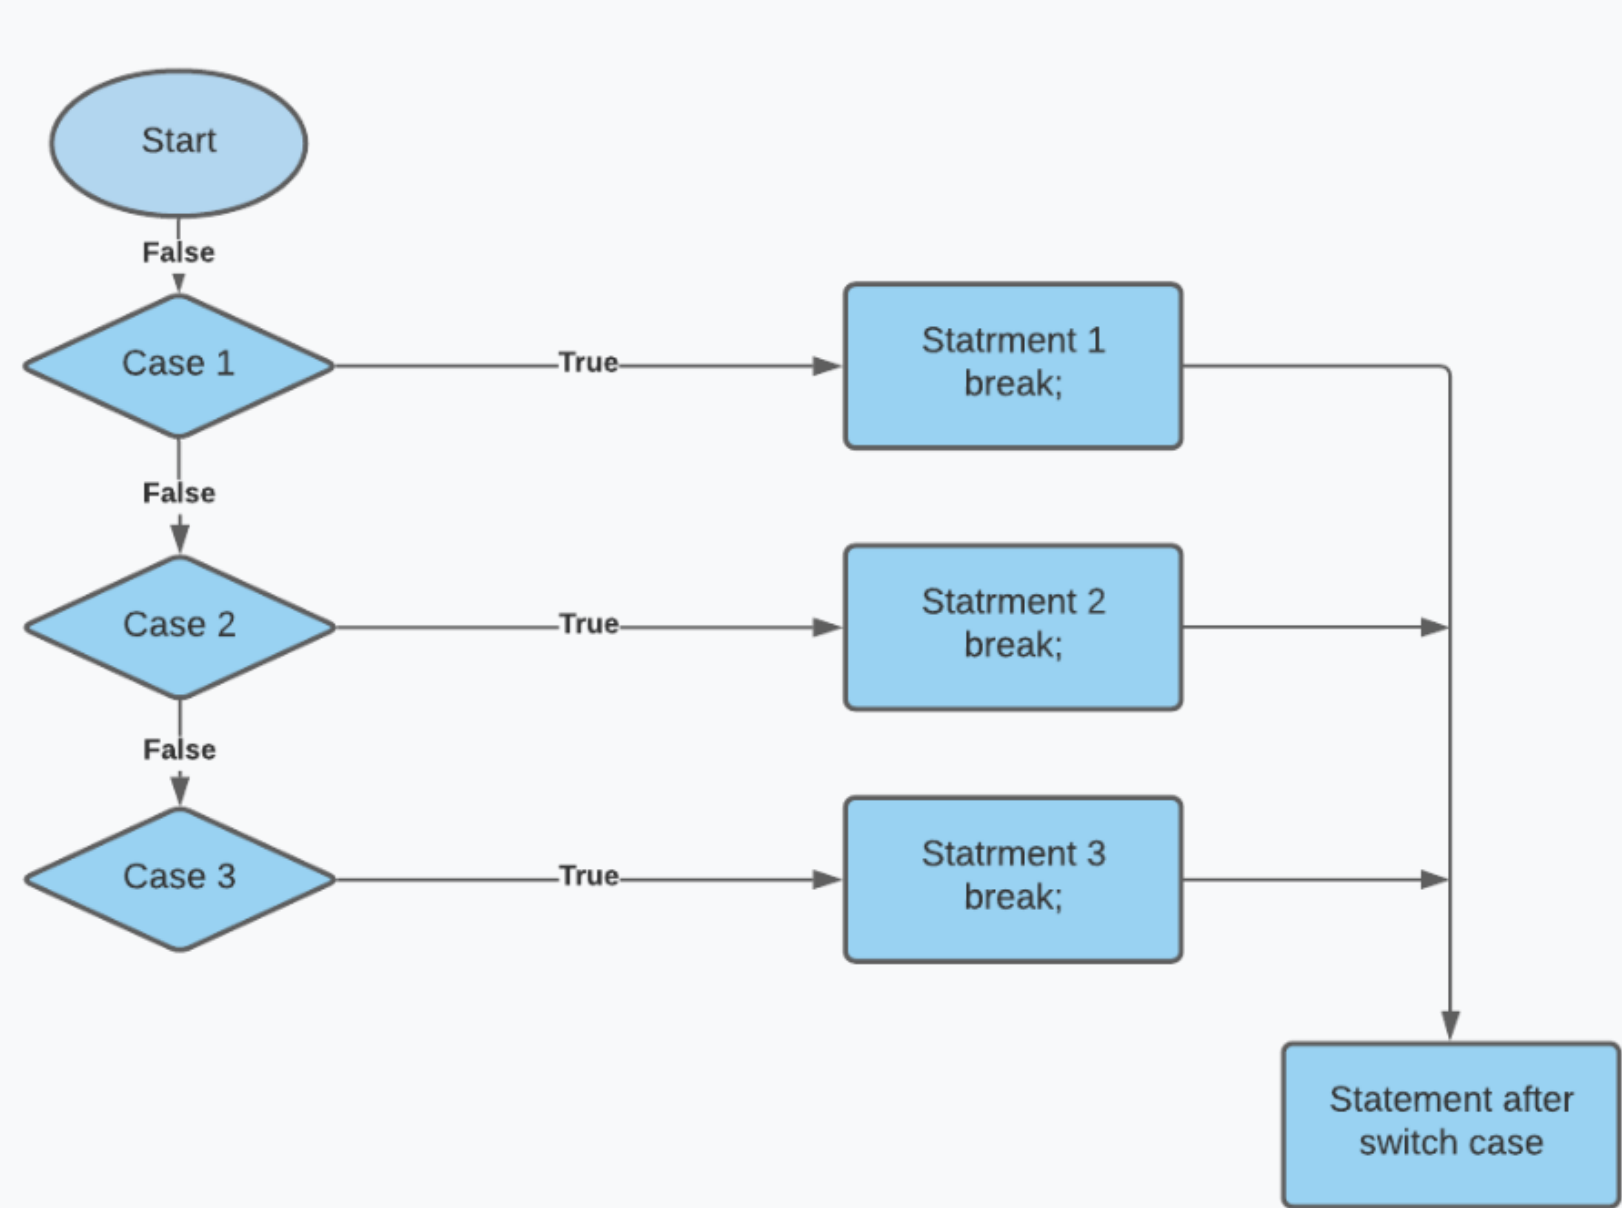 Start
False
Case 1
True
Statrment 1
break;
False
Case 2
True
Statrment 2
break;
False
Case 3
True
Statrment 3
break;
Statement after
switch case